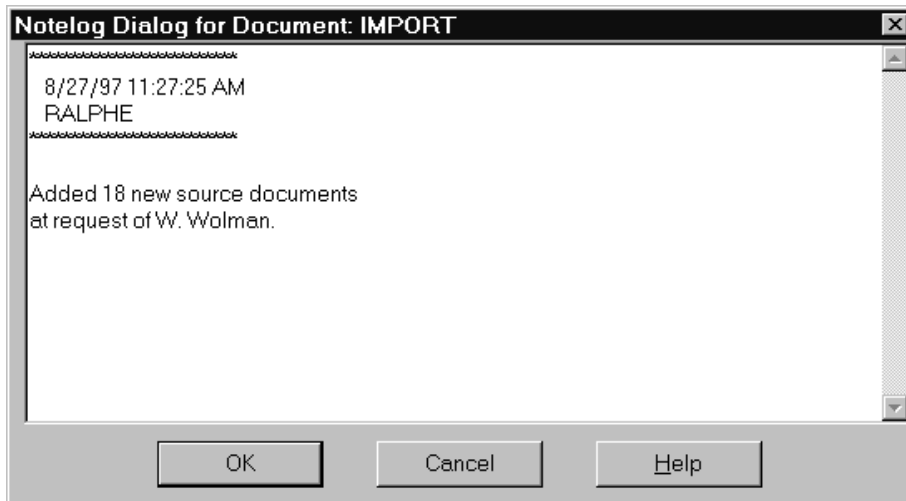 Notelog Dialog for Document: IMPORT
**************************
8/27/97 11:27:25 AM
RALPHE
**************************
Added 18 new source documents
at request of W. Wolman.
OK Cancel Help